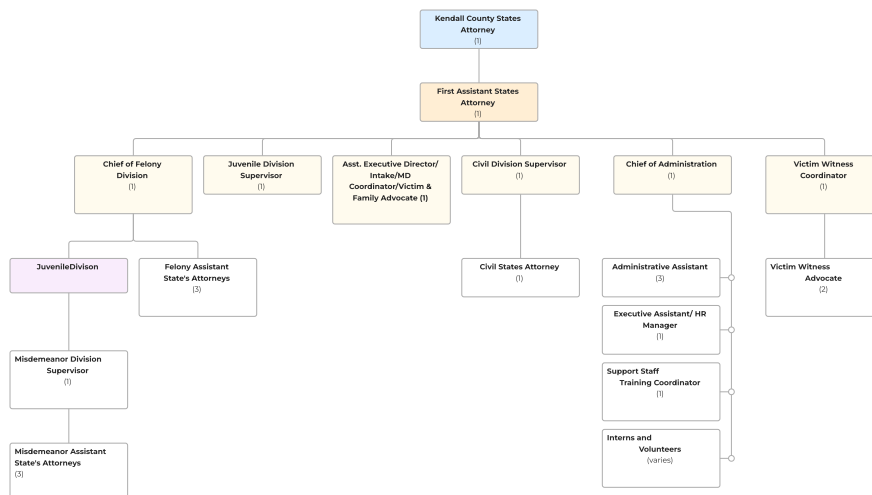 Kendall County States
Attorney
(1)
First Assistant States
Attorney
(1)
Chief of Felony
Division
(1)
Juvenile Division
Supervisor
(1)
Asst. Executive Director/
Intake/MD
Coordinator/Victim &
Family Advocate (1)
Civil Division Supervisor
(1)
Chief of Administration
(1)
Victim Witness
Coordinator
(1)
JuvenileDivison
Felony Assistant
State's Attorneys
(3)
Civil States Attorney
(1)
Administrative Assistant
(3)
Victim Witness
Advocate
(2)
Executive Assistant/ HR
Manager
(1)
Misdemeanor Division
Supervisor
(1)
Support Staff
Training Coordinator
(1)
Interns and
Volunteers
(varies)
Misdemeanor Assistant
State's Attorneys
(3)